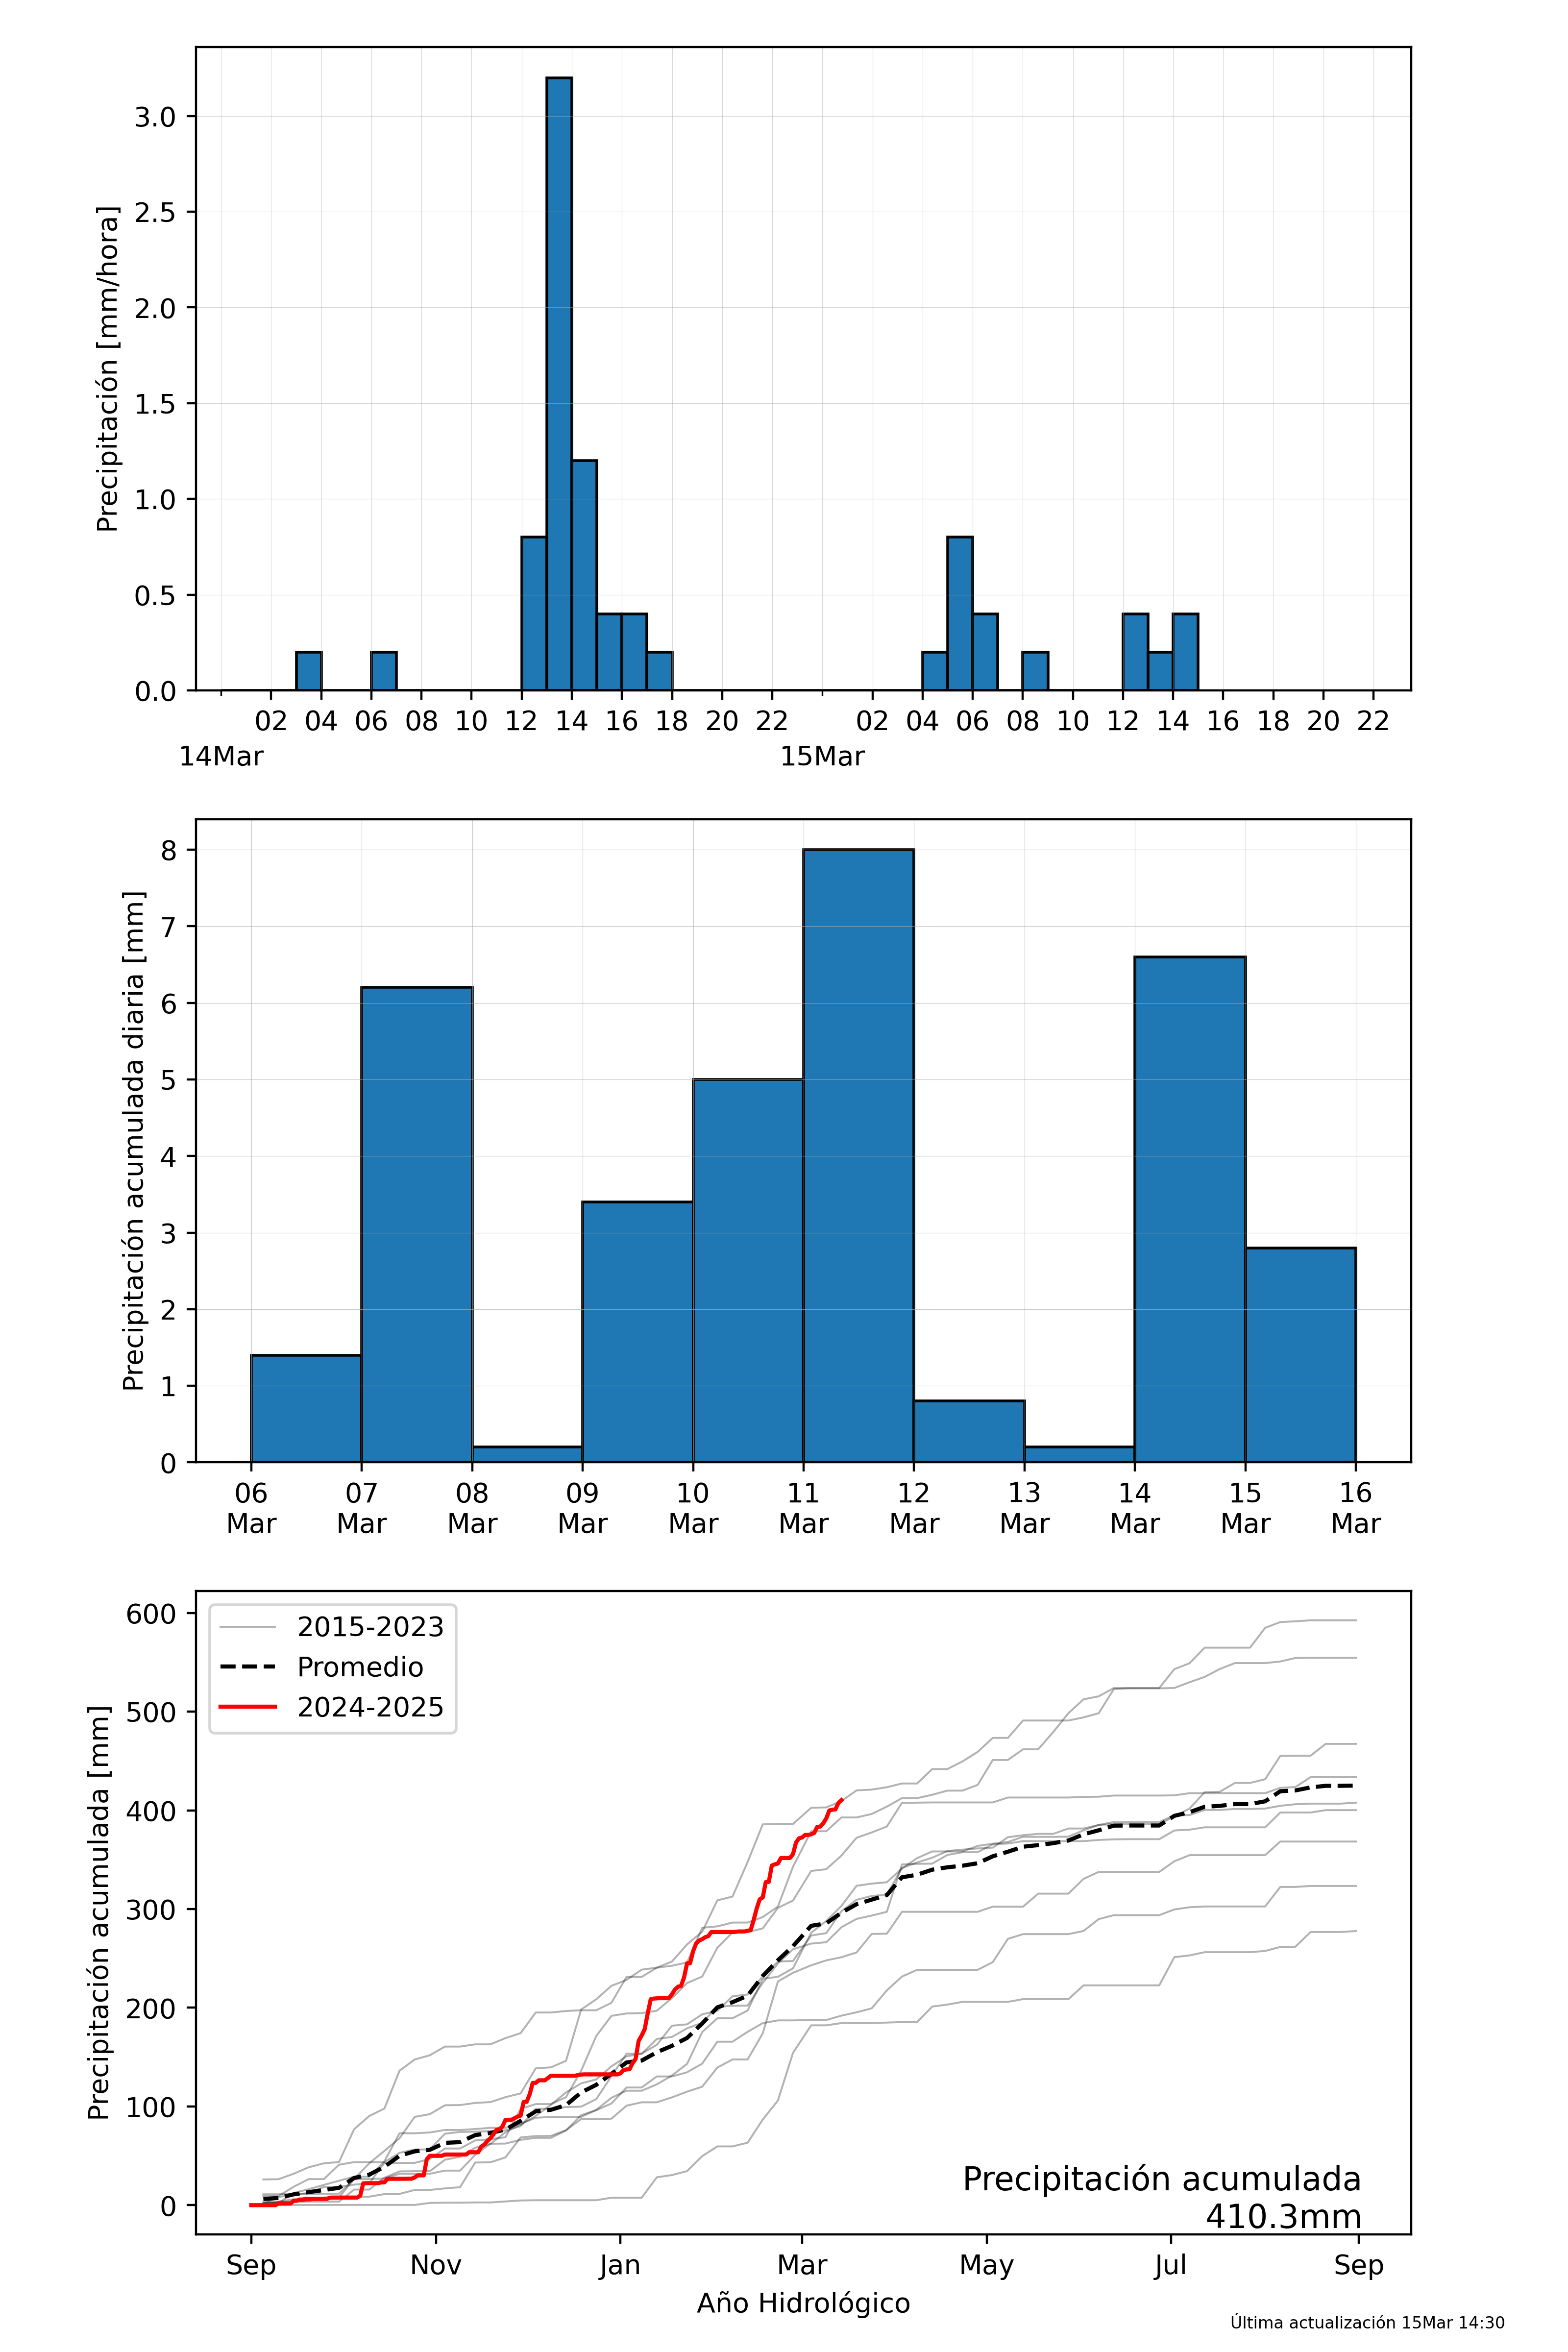 Precipitación [mm/hora]
3.0
2.5
2.0
1.5
1.0
0.5
0.0
02 04 06 08 10 12 14 16 18 20 22 02 04 06 08 10 12 14 16 18 20 22
14Mar 15Mar
Precipitación acumulada diaria [mm]
8
7
6
5
4
3
2
1
0
06 07 08 09 10 11 12 13 14 15 16
Mar Mar Mar Mar Mar Mar Mar Mar Mar Mar Mar
Precipitación acumulada [mm]
600
500
400
300
200
100
0
2015-2023
Promedio
2024-2025
Precipitación acumulada
410.3mm
Sep Nov Jan Mar May Jul Sep
Año Hidrológico
Última actualización 15Mar 14:30